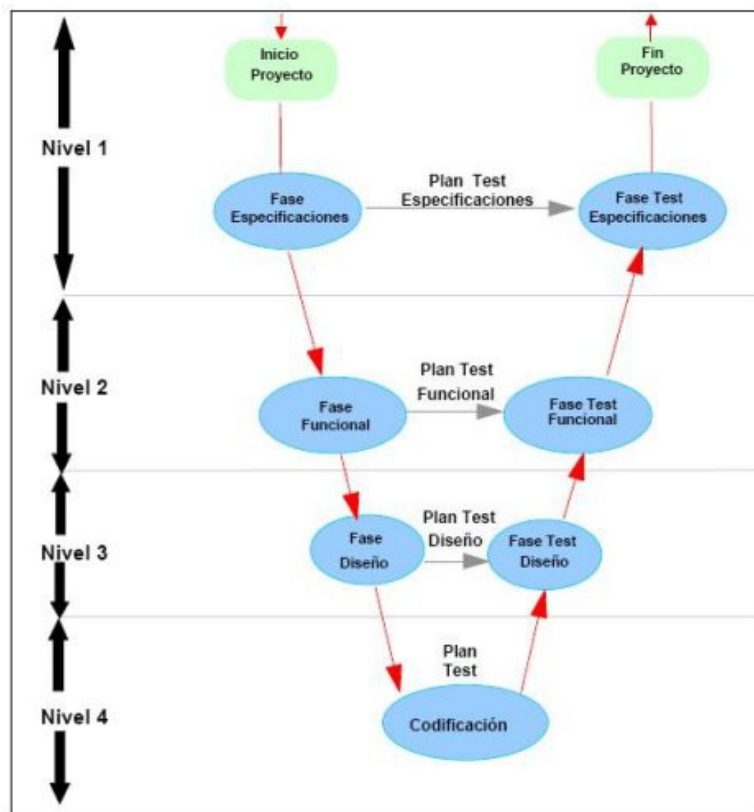 Inicio
Proyecto
Fin
Proyecto
Nivel 1
Fase
Especificaciones
Plan Test
Especificaciones
Fase Test
Especificaciones
Nivel 2
Fase
Funcional
Plan Test
Funcional
Fase Test
Funcional
Nivel 3
Fase
Diseño
Plan Test
Diseño
Fase Test
Diseño
Nivel 4
Plan
Test
Codificación